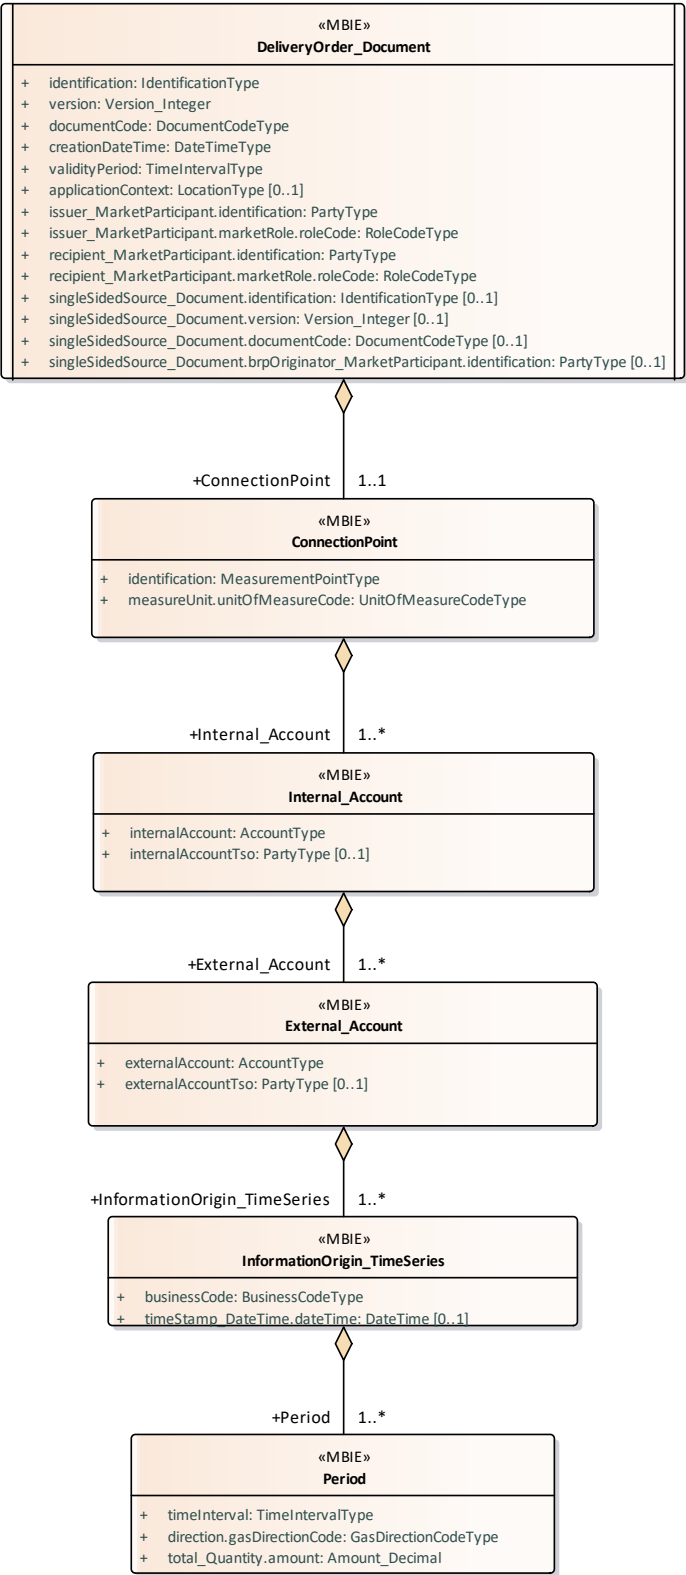 «MBIE»
DeliveryOrder_Document
+ identification: IdentificationType
+ version: Version_Integer
+ documentCode: DocumentCodeType
+ creationDateTime: DateTimeType
+ validityPeriod: TimeIntervalType
+ applicationContext: LocationType [0..1]
+ issuer_MarketParticipant.identification: PartyType
+ issuer_MarketParticipant.marketRole.roleCode: RoleCodeType
+ recipient_MarketParticipant.identification: PartyType
+ recipient_MarketParticipant.marketRole.roleCode: RoleCodeType
+ singleSidedSource_Document.identification: IdentificationType [0..1]
+ singleSidedSource_Document.version: Version_Integer [0..1]
+ singleSidedSource_Document.documentCode: DocumentCodeType [0..1]
+ singleSidedSource_Document.brpOriginator_MarketParticipant.identification: PartyType [0..1]
+ConnectionPoint 1..1
«MBIE»
ConnectionPoint
+ identification: MeasurementPointType
+ measureUnit.unitOfMeasureCode: UnitOfMeasureCodeType
+Internal_Account 1..*
«MBIE»
Internal_Account
+ internalAccount: AccountType
+ internalAccountTso: PartyType [0..1]
+External_Account 1..*
«MBIE»
External_Account
+ externalAccount: AccountType
+ externalAccountTso: PartyType [0..1]
+InformationOrigin_TimeSeries 1..*
«MBIE»
InformationOrigin_TimeSeries
+ businessCode: BusinessCodeType
+ timeStamp_DateTime.dateTime: DateTime [0..1]
+Period 1..*
«MBIE»
Period
+ timeInterval: TimeIntervalType
+ direction.gasDirectionCode: GasDirectionCodeType
+ total_Quantity.amount: Amount_Decimal